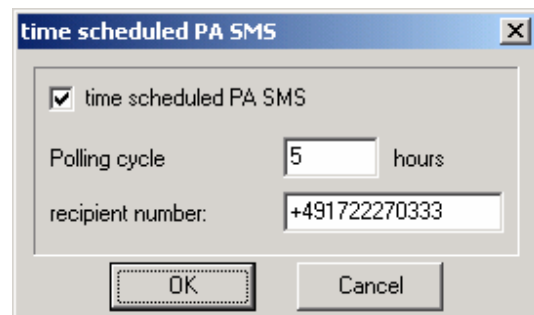 time scheduled PA SMS
time scheduled PA SMS
Polling cycle 5 hours
recipient number: +491722270333
OK Cancel